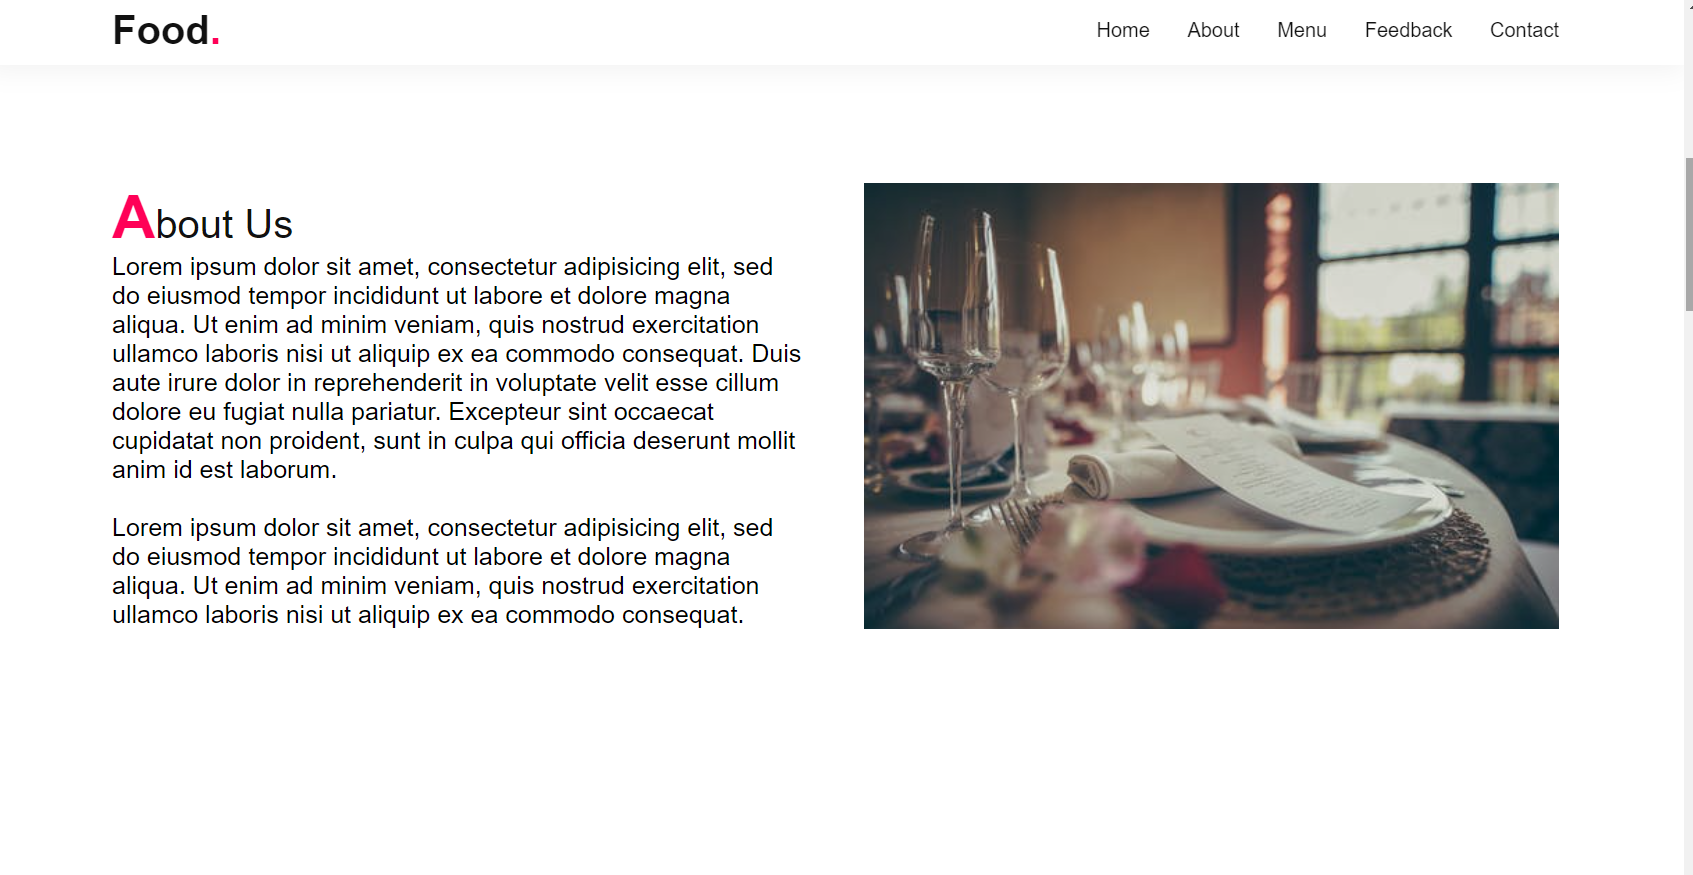 Food.
Home About Menu Feedback Contact
About Us
Lorem ipsum dolor sit amet, consectetur adipisicing elit, sed
do eiusmod tempor incididunt ut labore et dolore magna
aliqua. Ut enim ad minim veniam, quis nostrud exercitation
ullamco laboris nisi ut aliquip ex ea commodo consequat. Duis
aute irure dolor in reprehenderit in voluptate velit esse cillum
dolore eu fugiat nulla pariatur. Excepteur sint occaecat
cupidatat non proident, sunt in culpa qui officia deserunt mollit
anim id est laborum.
Lorem ipsum dolor sit amet, consectetur adipisicing elit, sed
do eiusmod tempor incididunt ut labore et dolore magna
aliqua. Ut enim ad minim veniam, quis nostrud exercitation
ullamco laboris nisi ut aliquip ex ea commodo consequat.